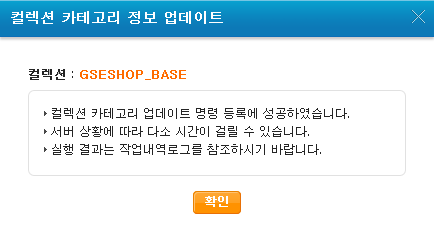 컬렉션 카테고리 정보 업데이트
컬렉션 : GSESHOP_BASE
컬렉션 카테고리 업데이트 명령 등록에 성공하였습니다.
서버 상황에 따라 다소 시간이 걸릴 수 있습니다.
실행 결과는 작업내역로그를 참조하시기 바랍니다.
확인